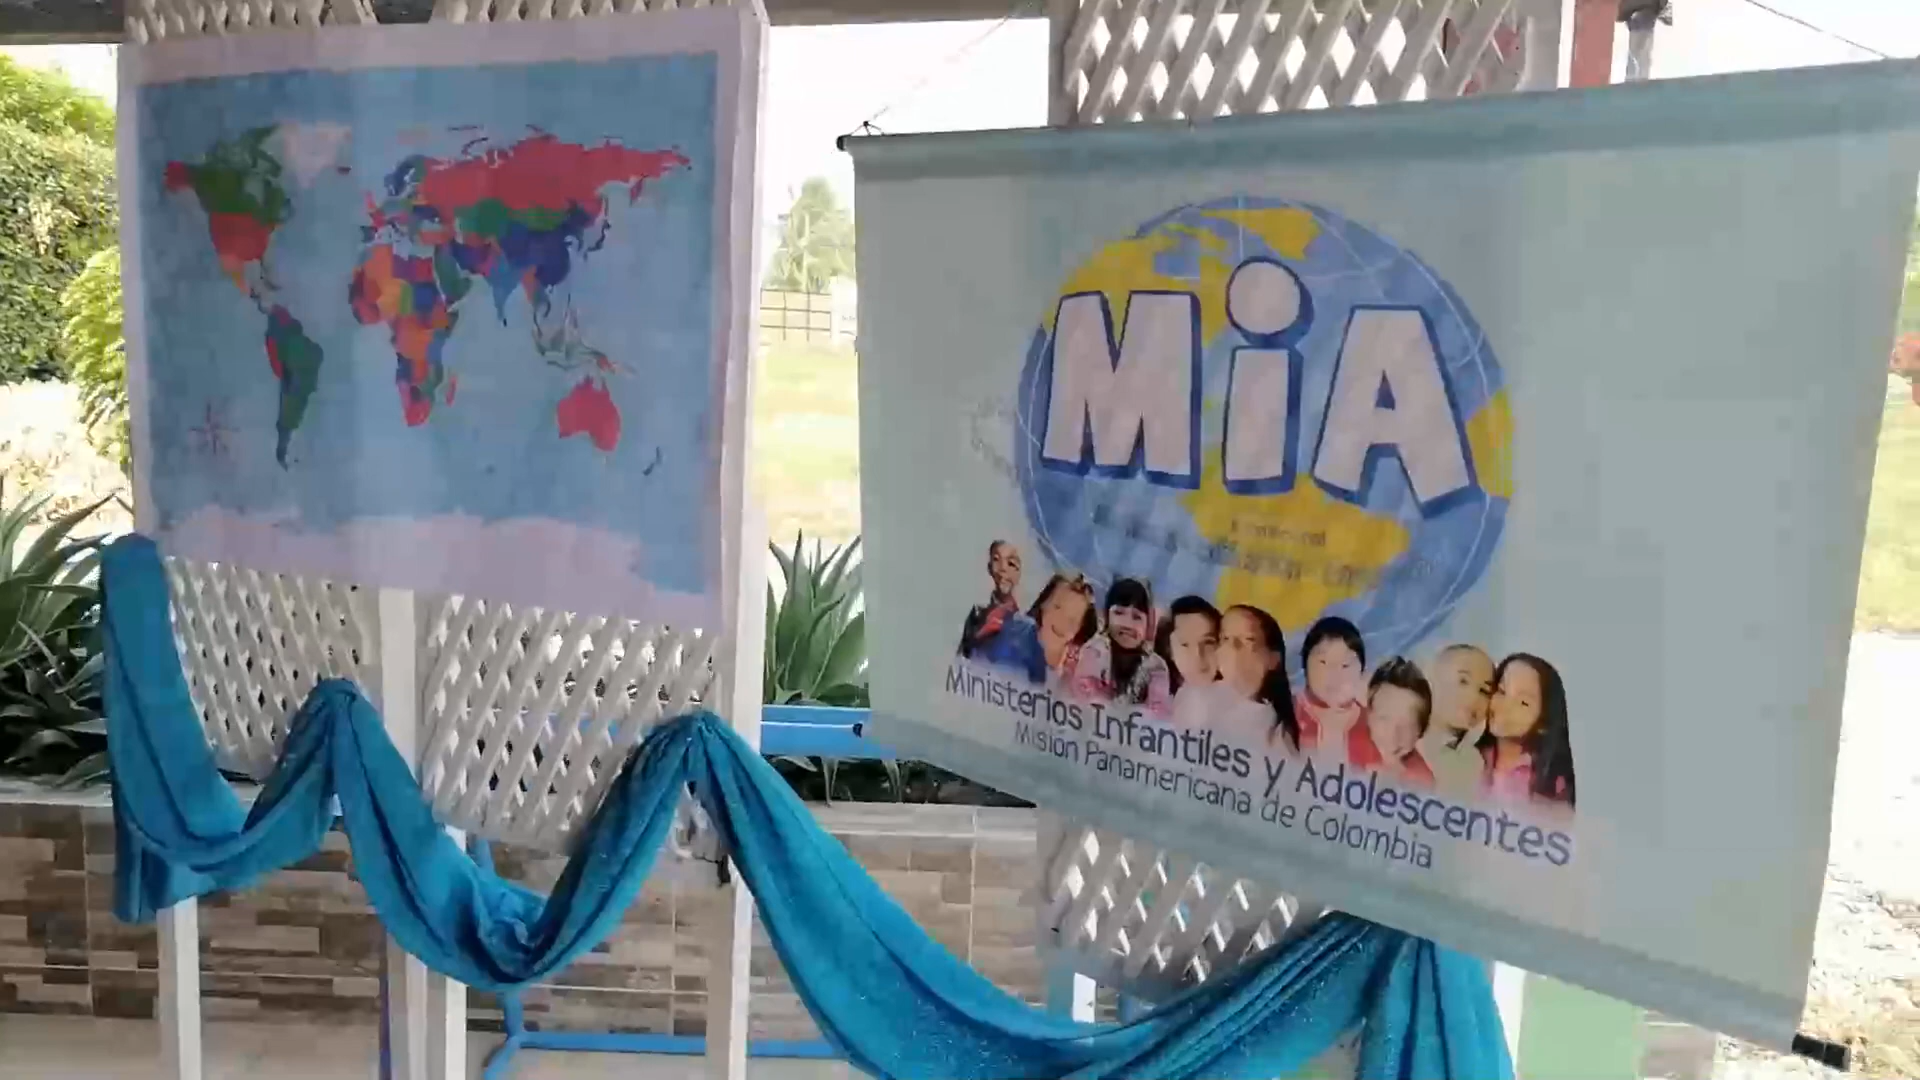 MiA
Ministerios Infantiles y Adolescentes
Misión Panamericana de Colombia